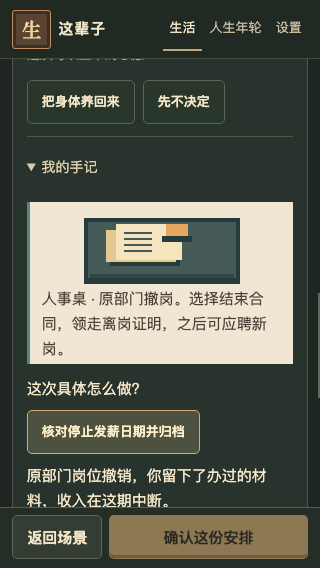 生
这辈子
生活
人生年轮
设置
把身体养回来
先不决定
▼ 我的手记
人事桌 · 原部门撤岗。选择结束合
同，领走离岗证明，之后可应聘新
岗。
这次具体怎么做？
核对停止发薪日期并归档
原部门岗位撤销，你留下了办过的材
料，收入在这期中断。
返回场景
确认这份安排